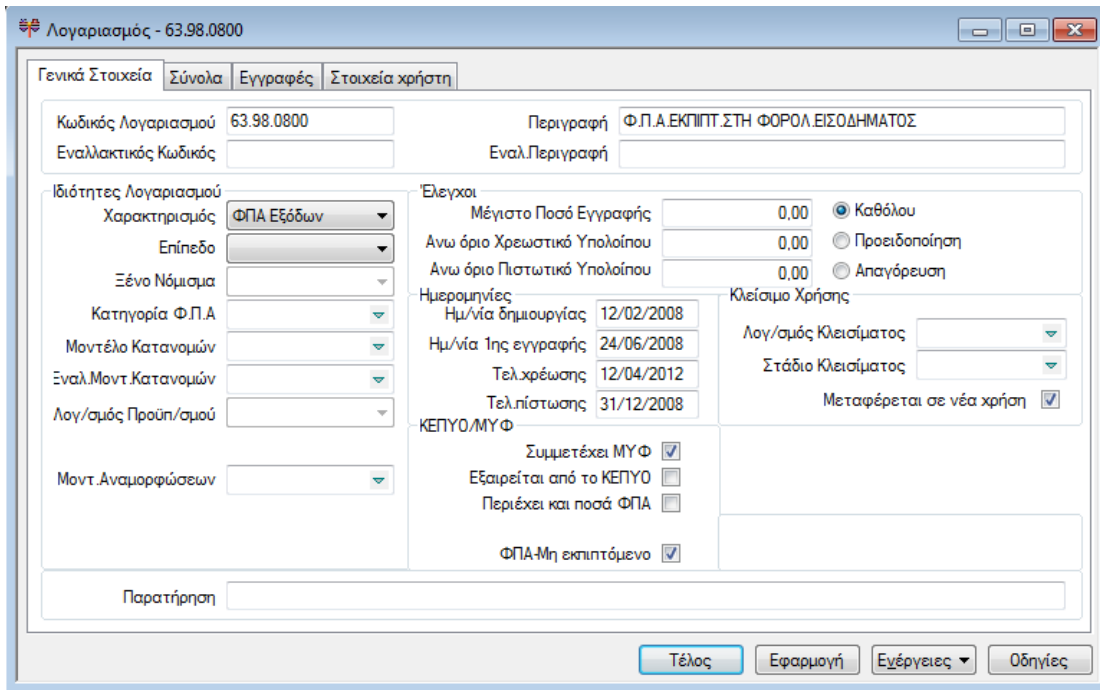 Λογαριασμός - 63.98.0800
Γενικά Στοιχεία Σύνολα Εγγραφές Στοιχεία χρήστη
Κωδικός Λογαριασμού 63.98.0800 Περιγραφή Φ.Π.Α.ΕΚΠΙΠΤ.ΣΤΗ ΦΟΡΟΛ.ΕΙΣΟΔΗΜΑΤΟΣ
Εναλλακτικός Κωδικός Εναλ.Περιγραφή
Ιδιότητες Λογαριασμού Έλεγχοι
Χαρακτηρισμός ΦΠΑ Εξόδων Μέγιστο Ποσό Εγγραφής 0,00 Καθόλου
Επίπεδο Ανω όριο Χρεωστικό Υπολοίπου 0,00 Προειδοποίηση
Ξένο Νόμισμα Ανω όριο Πιστωτικό Υπολοίπου 0,00 Απαγόρευση
Ημερομηνίες Κλείσιμο Χρήσης
Κατηγορία Φ.Π.Α Ημ/νία δημιουργίας 12/02/2008
Μοντέλο Κατανομών Ημ/νία 1ης εγγραφής 24/06/2008 Λογ/σμός Κλεισίματος
Εναλ.Μοντ.Κατανομών Τελ.χρέωσης 12/04/2012 Στάδιο Κλεισίματος
Λογ/σμός Προϋπ/σμού Τελ.πίστωσης 31/12/2008 Μεταφέρεται σε νέα χρήση
ΚΕΠΥΟ/ΜΥΦ
Συμμετέχει ΜΥΦ
Μοντ.Αναμορφώσεων Εξαιρείται από το ΚΕΠΥΟ
Περιέχει και ποσά ΦΠΑ
ΦΠΑ-Μη εκπιπτόμενο
Παρατήρηση
Τέλος Εφαρμογή Ενέργειες Οδηγίες